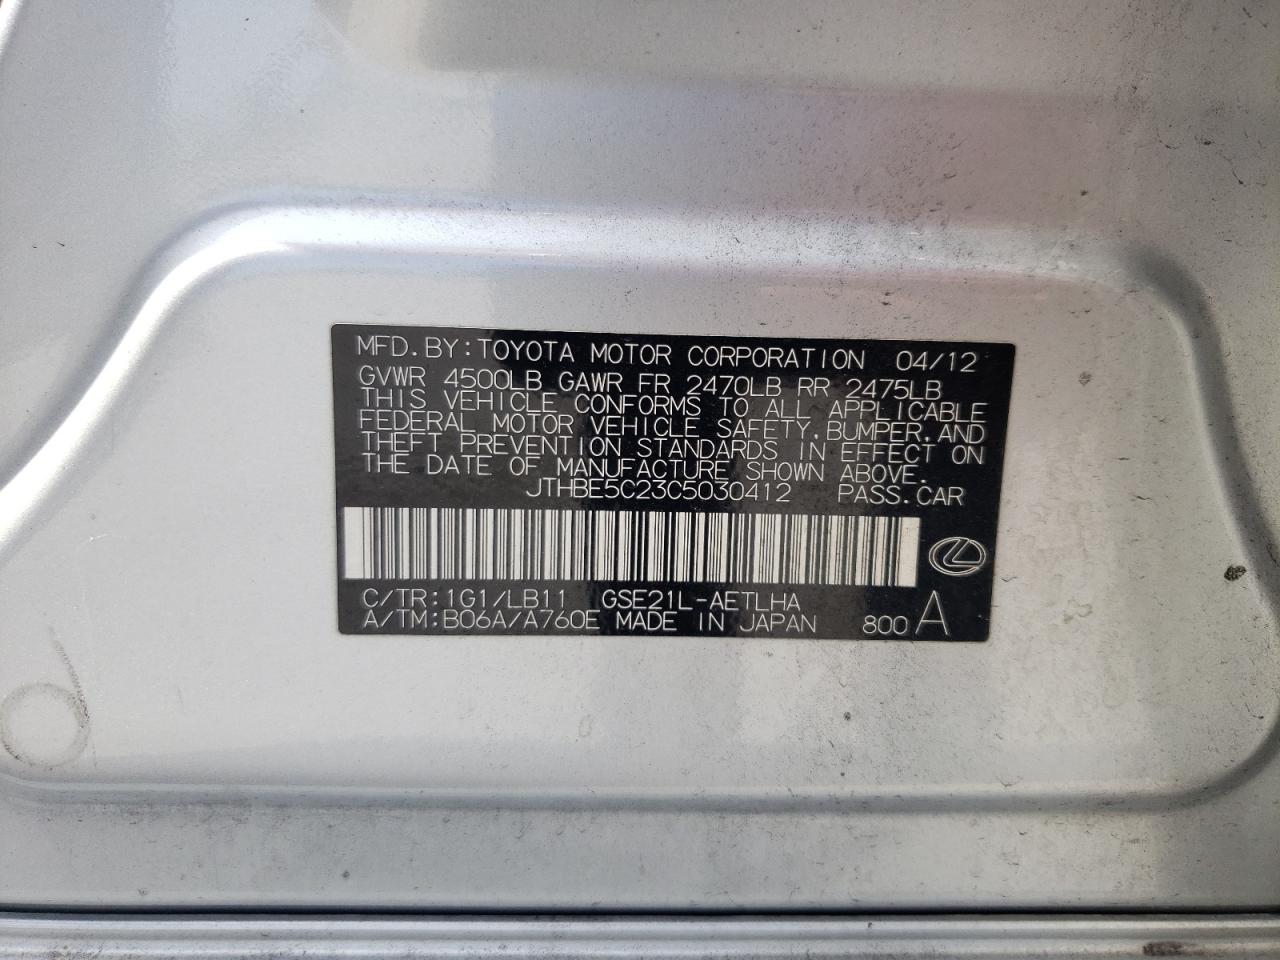 MFD.BY:TOYOTA MOTOR CORPORATION 04/12
GVWR 4500LB GAWR FR 2470LB RR 2475LB
THIS VEHICLE CONFORMS TO ALL APPLICABLE
FEDERAL MOTOR VEHICLE SAFETY,BUMPER,AND
THEFT PREVENTION STANDARDS IN EFFECT ON
THE DATE OF MANUFACTURE SHOWN ABOVE.
JTHBE5C23C5030412 PASS.CAR
C/TR:1G1/LB11 GSE21L-AETLHA
A/TM:B06A/A760E MADE IN JAPAN 800 A